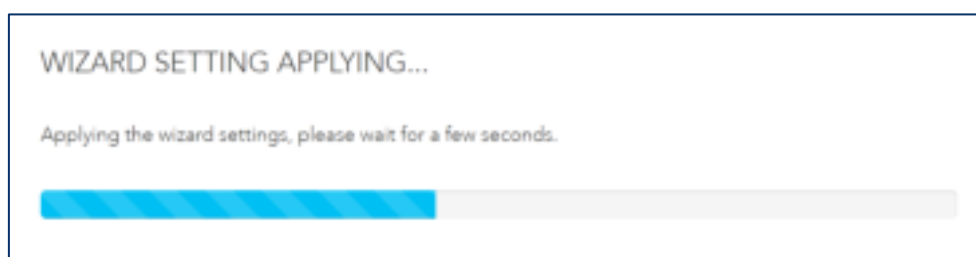 WIZARD SETTING APPLYING...
Applying the wizard settings, please wait for a few seconds.